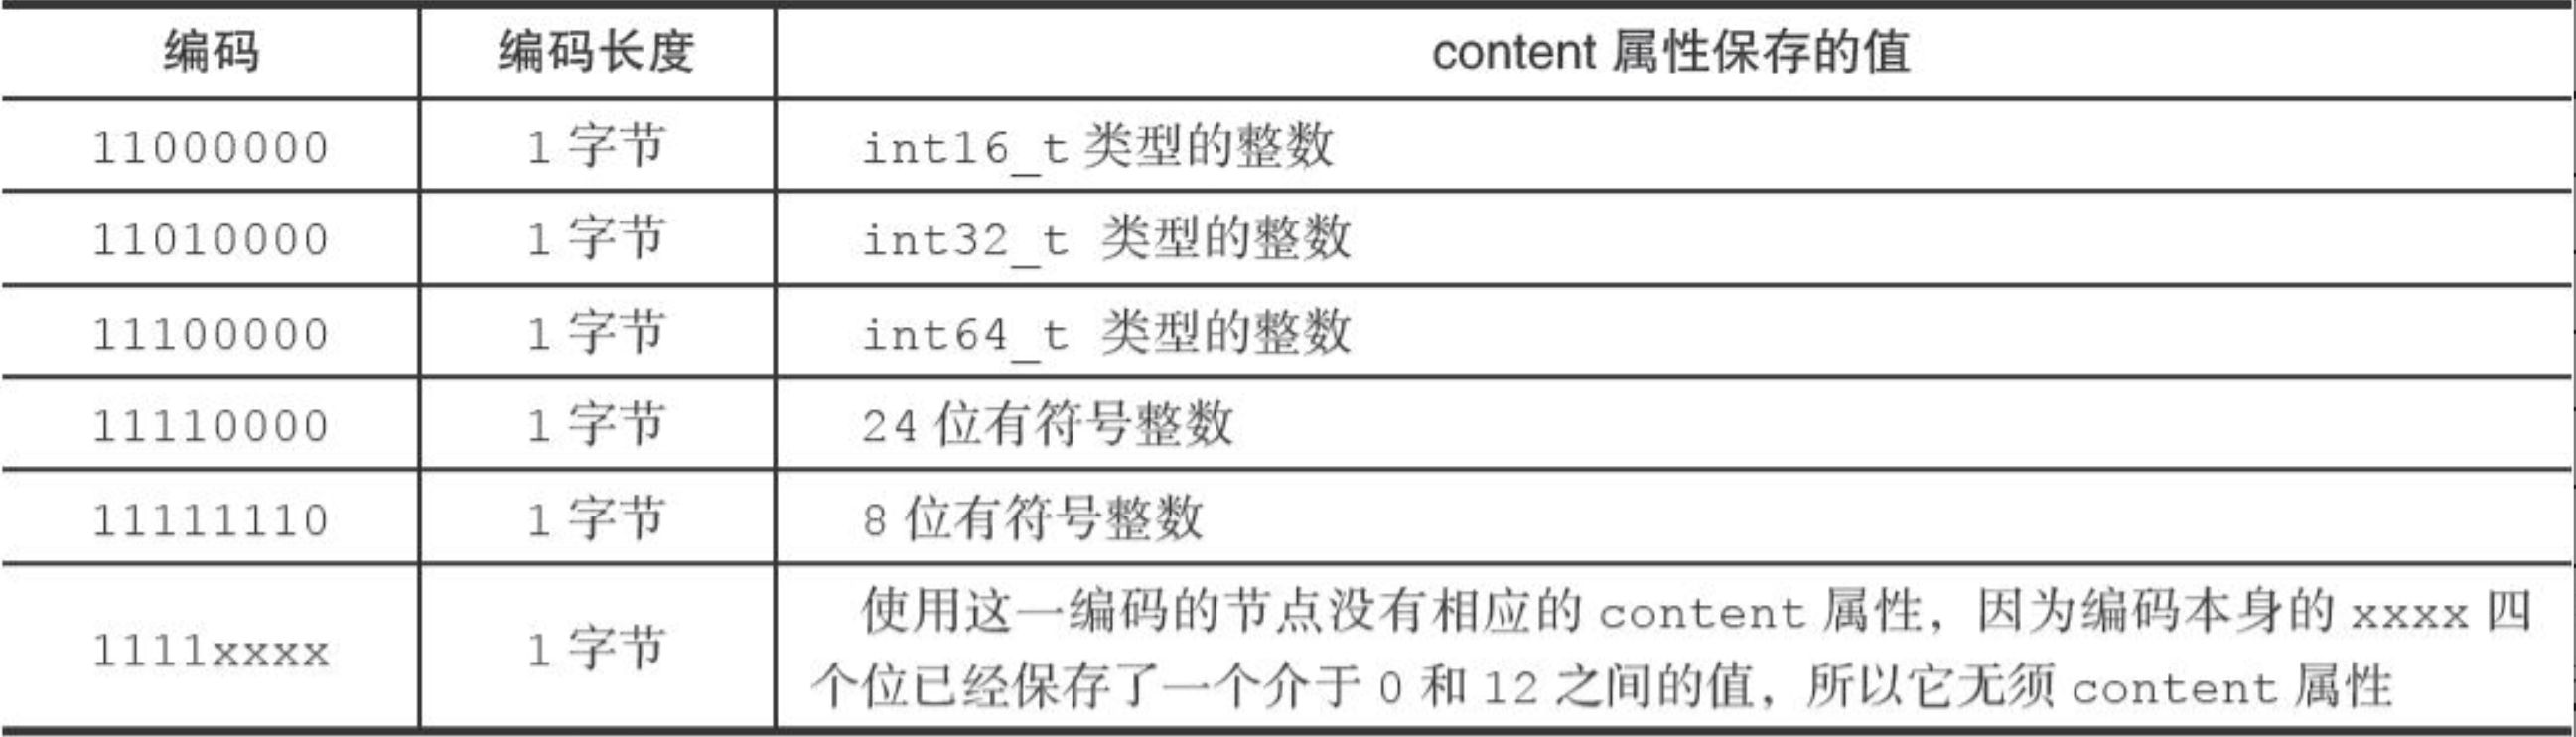 编码 编码长度 content 属性保存的值
11000000 1 字节 int16_t 类型的整数
11010000 1 字节 int32_t 类型的整数
11100000 1 字节 int64_t 类型的整数
11110000 1 字节 24 位有符号整数
11111110 1 字节 8 位有符号整数
1111xxxx 1 字节 使用这一编码的节点没有相应的 content 属性，因为编码本身的 xxxx 四
个位已经保存了一个介于 0 和 12 之间的值，所以它无须 content 属性